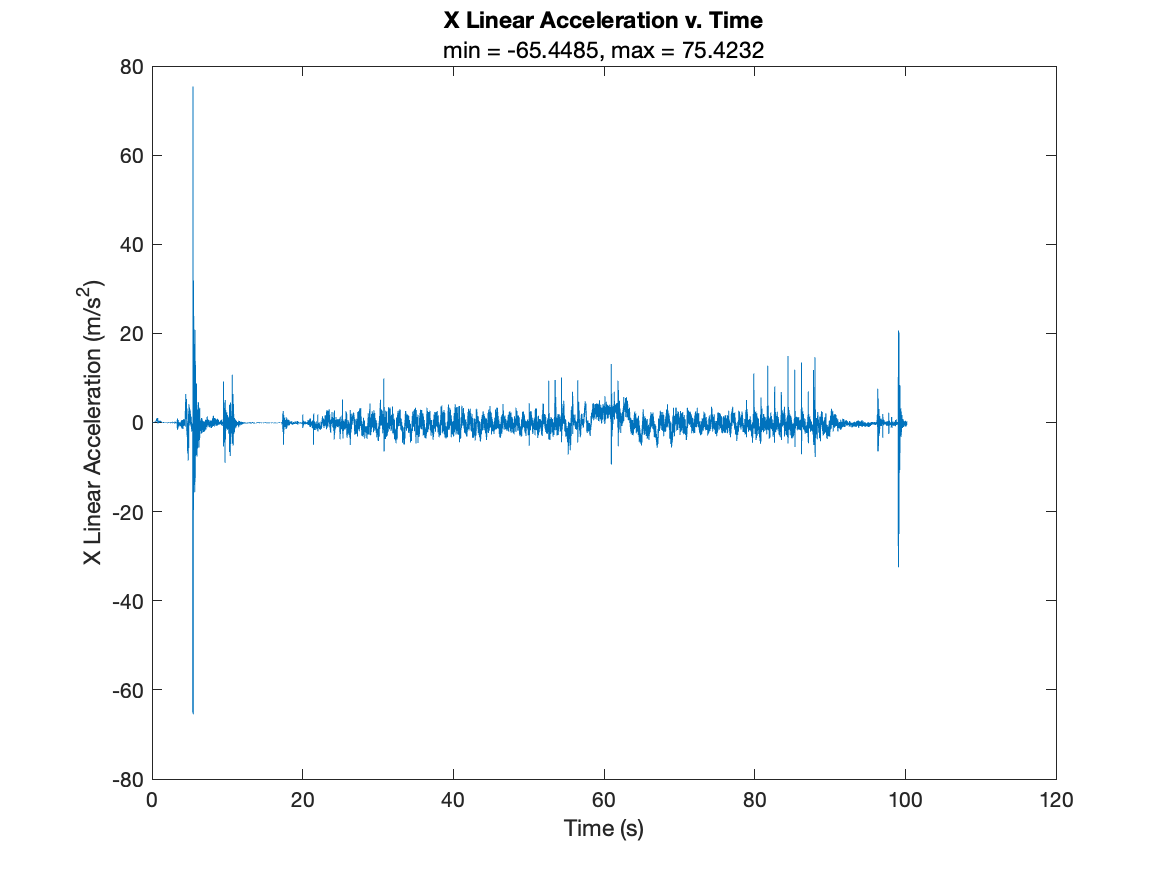 X Linear Acceleration v. Time
min = -65.4485, max = 75.4232
80
60
40
20
0
-20
-40
-60
-80
X Linear Acceleration (m/s²)
0 20 40 60 80 100 120
Time (s)